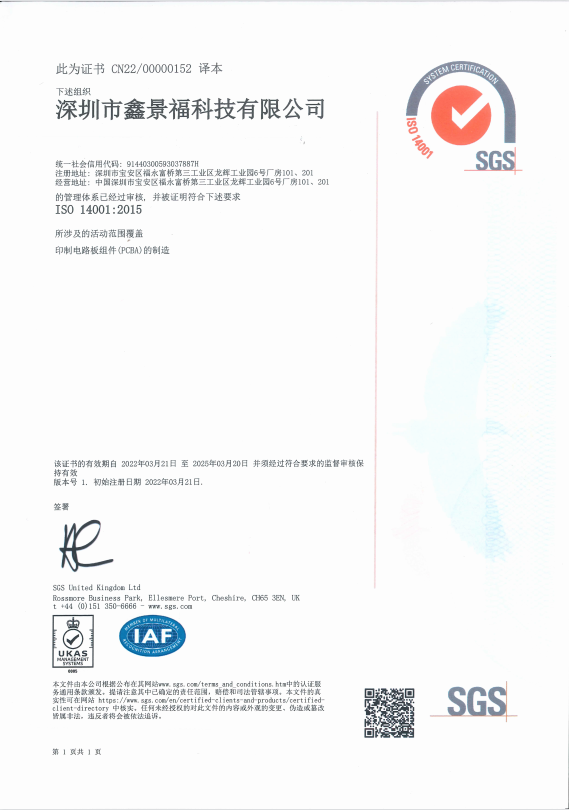 此为证书 CN22/00000152 译本
下述组织
深圳市鑫景福科技有限公司
统一社会信用代码: 91440300593037887H
注册地址: 深圳市宝安区福永富桥第三工业区龙辉工业园6号厂房101、201
经营地址: 中国深圳市宝安区福永富桥第三工业区龙辉工业园6号厂房101、201
的管理体系已经过审核, 并被证明符合下述要求
ISO 14001:2015
所涉及的活动范围覆盖
印制电路板组件(PCBA)的制造
SYSTEM CERTIFICATION
ISO 14001
SGS
该证书的有效期自 2022年03月21日 至 2025年03月20日 并须经过符合要求的监督审核保
持有效
版本号 1. 初始注册日期 2022年03月21日.
签署
SGS United Kingdom Ltd
Rossmore Business Park, Ellesmere Port, Cheshire, CH65 3EN, UK
t +44 (0)151 350-6666 - www.sgs.com
UKAS
MANAGEMENT
SYSTEMS
0005
MEMBER OF MULTILATERAL
IAF
RECOGNITION ARRANGEMENT
本文件由本公司根据公布在其网站www.sgs.com/terms_and_conditions.htm中的认证服
务通用条款颁发。提请注意其中已确定的责任范围, 赔偿和司法管辖事项。本文件的真
实性可在网站 https://www.sgs.com/en/certified-clients-and-products/certified-
client-directory 中核实。任何未经授权的对此文件的内容或外观的变更、伪造或篡改
皆属非法, 违反者将会被依法追诉。
SGS
第 1 页共 1 页